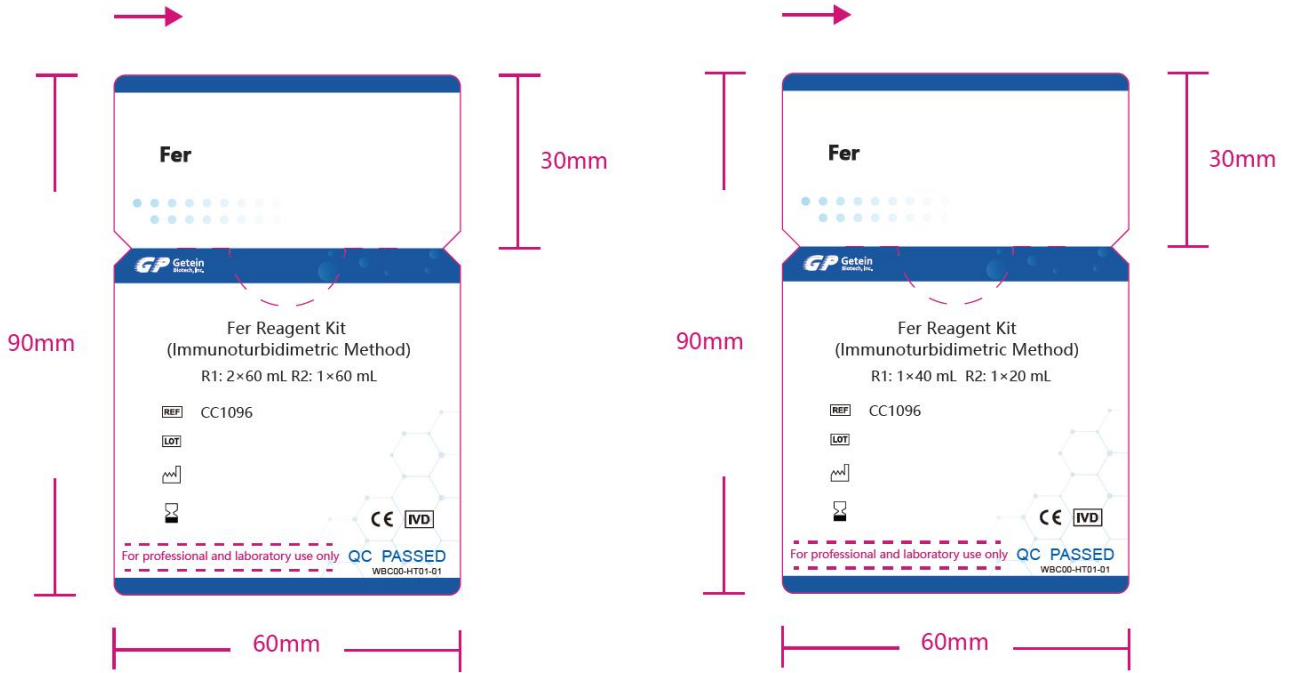 Fer
30mm
GP Getein
Biotech, Inc.
90mm
Fer Reagent Kit
(Immunoturbidimetric Method)
R1: 2×60 mL R2: 1×60 mL
REF CC1096
LOT
CE IVD
For professional and laboratory use only QC PASSED
WBC00-HT01-01
60mm
Fer
30mm
GP Getein
Biotech, Inc.
90mm
Fer Reagent Kit
(Immunoturbidimetric Method)
R1: 1×40 mL R2: 1×20 mL
REF CC1096
LOT
CE IVD
For professional and laboratory use only QC PASSED
WBC00-HT01-01
60mm